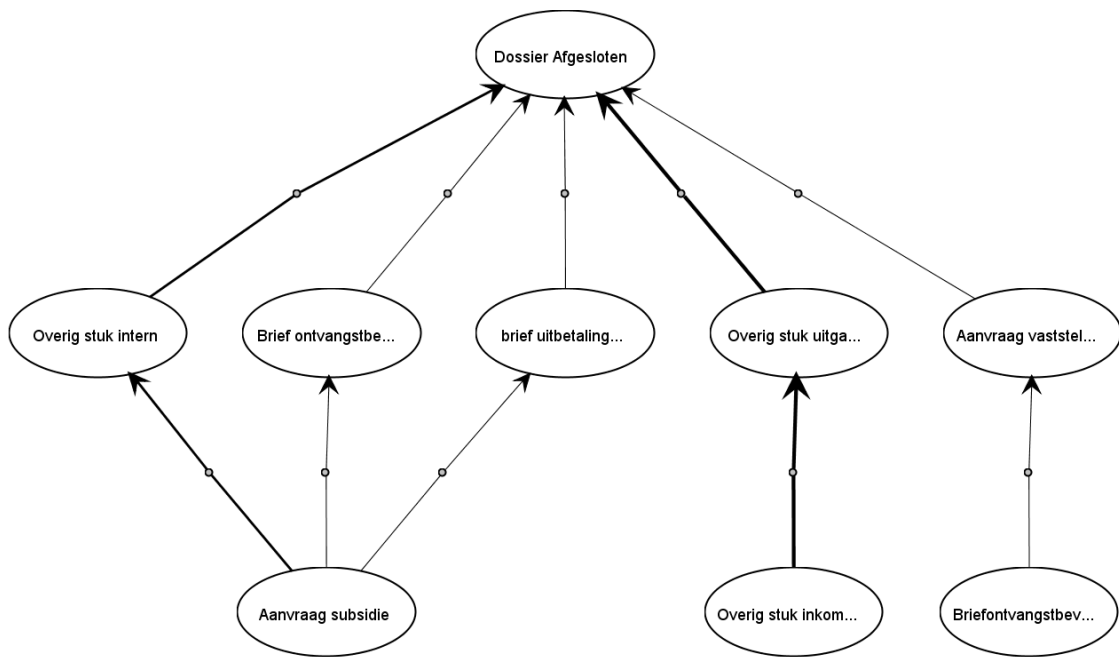 Dossier Afgesloten
Overig stuk intern
Brief ontvangstbe...
brief uitbetaling...
Overig stuk uitga...
Aanvraag vaststel...
Aanvraag subsidie
Overig stuk inkom...
Briefontvangstbev...